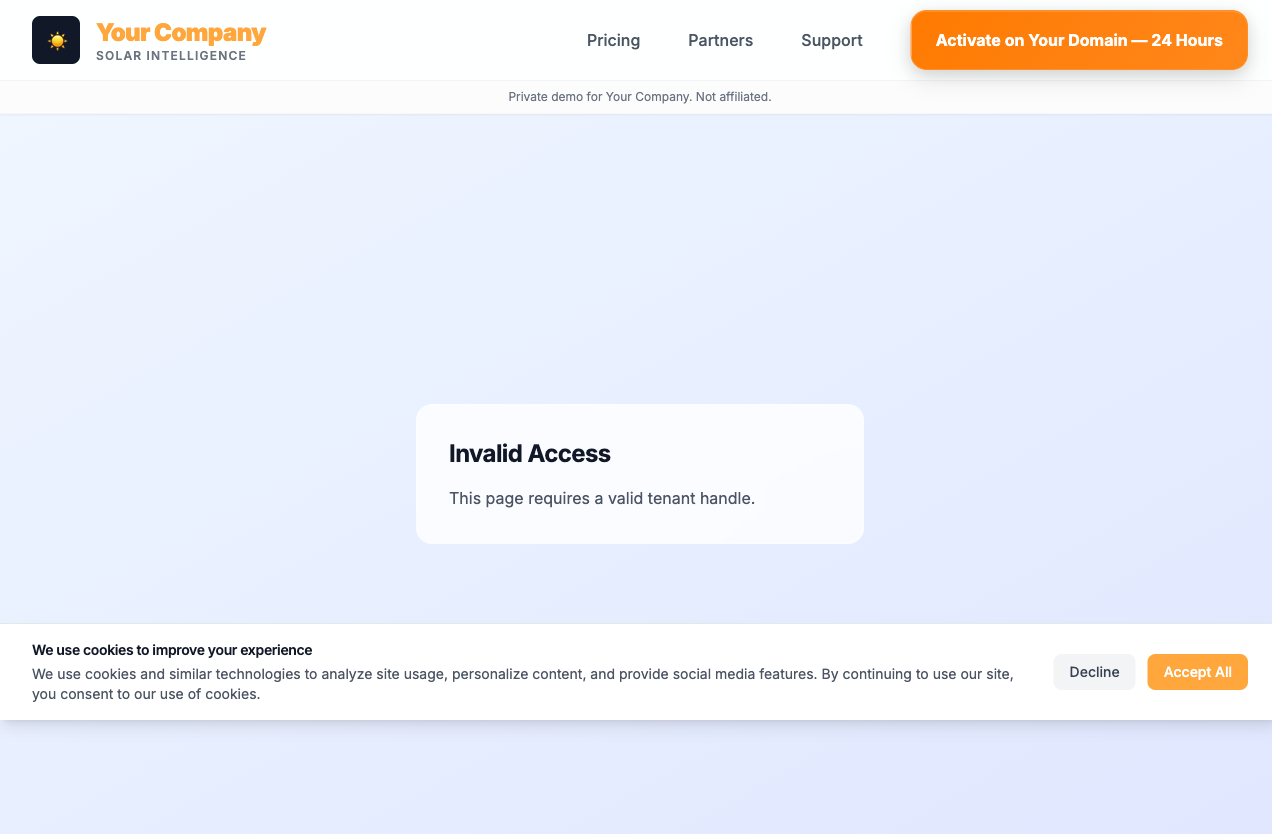 Your Company
SOLAR INTELLIGENCE
Pricing
Partners
Support
Activate on Your Domain — 24 Hours
Private demo for Your Company. Not affiliated.
Invalid Access
This page requires a valid tenant handle.
We use cookies to improve your experience
We use cookies and similar technologies to analyze site usage, personalize content, and provide social media features. By continuing to use our site,
you consent to our use of cookies.
Decline
Accept All